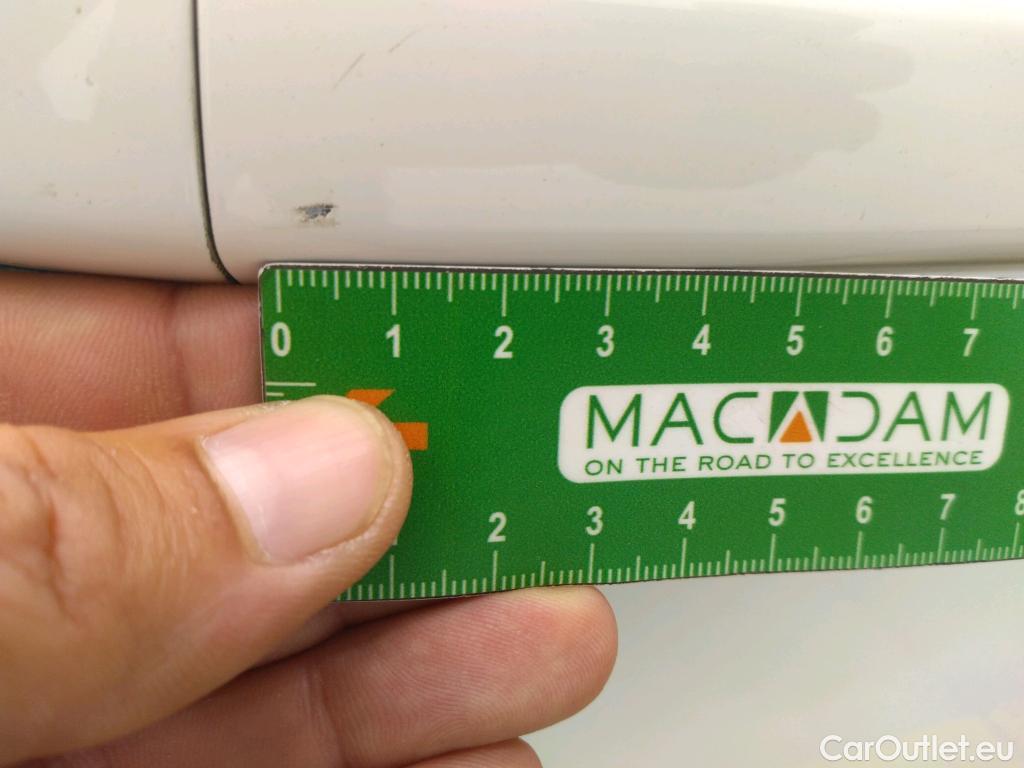 0 1 2 3 4 5 6 7
MACADAM
ON THE ROAD TO EXCELLENCE
2 3 4 5 6 7 8
CarOutlet.eu